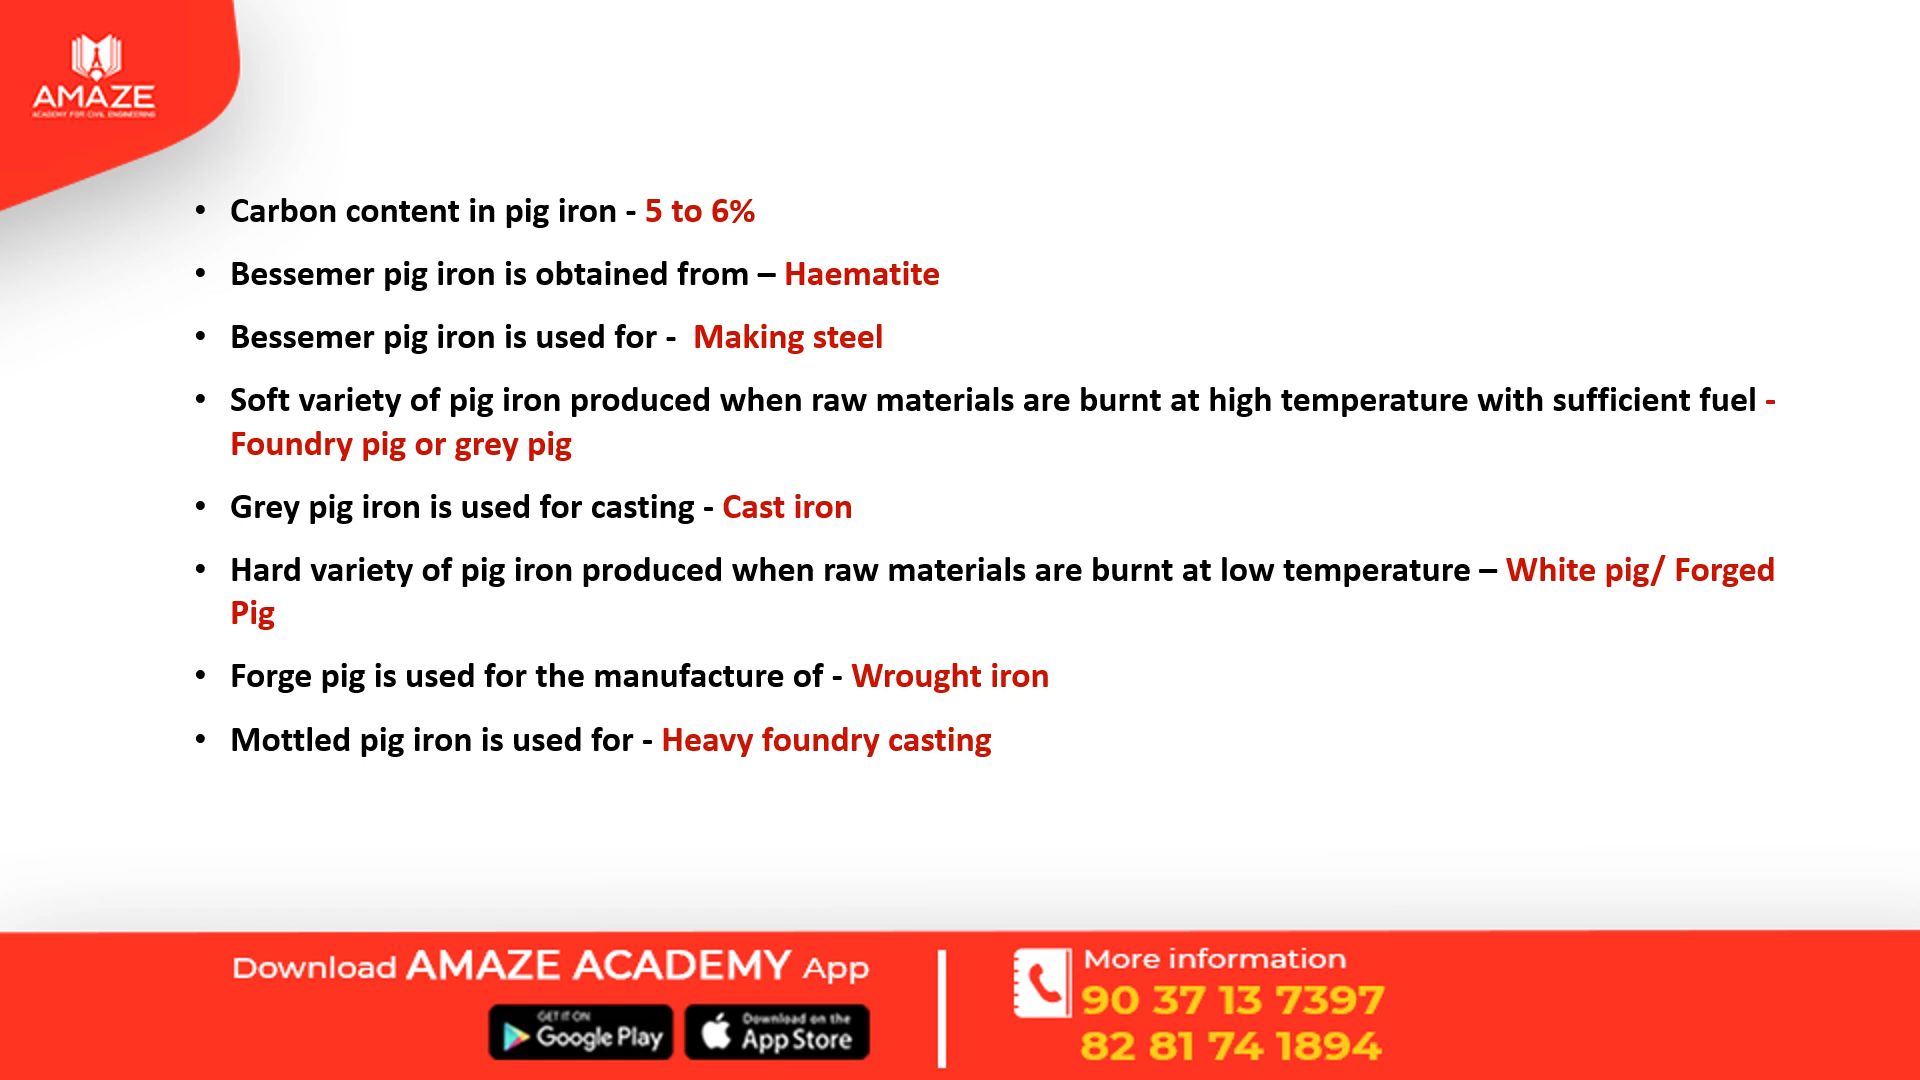 AMAZE
ACADEMY FOR CIVIL ENGINEERING
• Carbon content in pig iron - 5 to 6%
• Bessemer pig iron is obtained from – Haematite
• Bessemer pig iron is used for - Making steel
• Soft variety of pig iron produced when raw materials are burnt at high temperature with sufficient fuel -
Foundry pig or grey pig
• Grey pig iron is used for casting - Cast iron
• Hard variety of pig iron produced when raw materials are burnt at low temperature – White pig/ Forged
Pig
• Forge pig is used for the manufacture of - Wrought iron
• Mottled pig iron is used for - Heavy foundry casting
Download AMAZE ACADEMY App
GET IT ON
Google Play
Download on the
App Store
More information
90 37 13 7397
82 81 74 1894